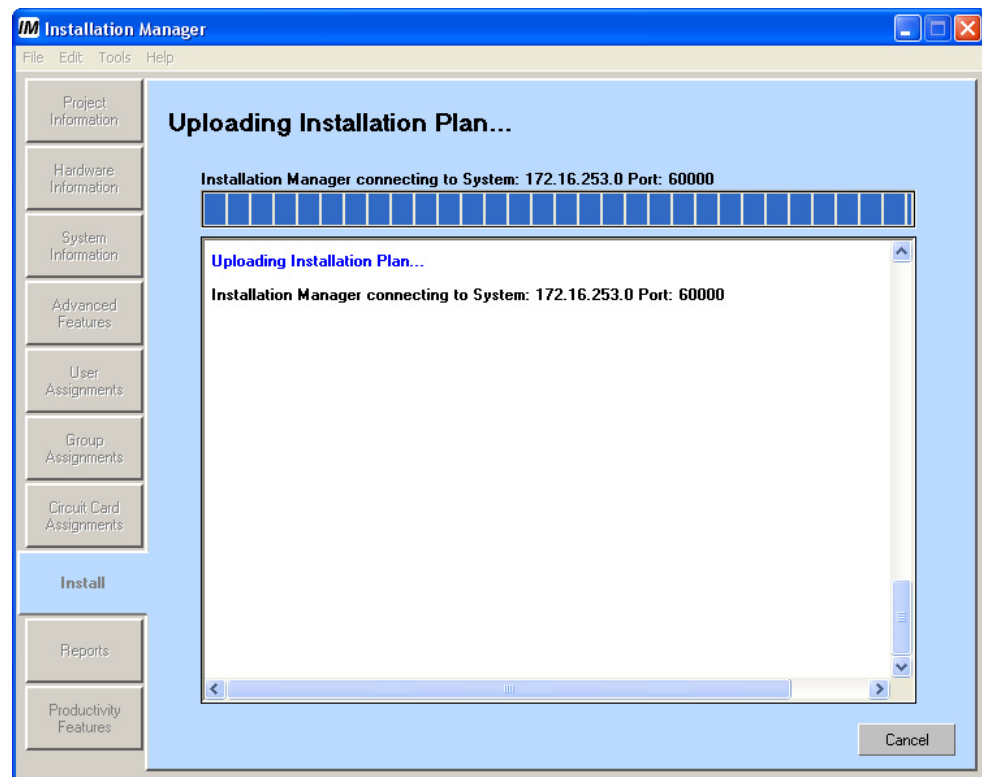 IM Installation Manager
File Edit Tools Help
Project
Information
Hardware
Information
System
Information
Advanced
Features
User
Assignments
Group
Assignments
Circuit Card
Assignments
Install
Reports
Productivity
Features
Uploading Installation Plan...
Installation Manager connecting to System: 172.16.253.0 Port: 60000
Uploading Installation Plan...
Installation Manager connecting to System: 172.16.253.0 Port: 60000
Cancel